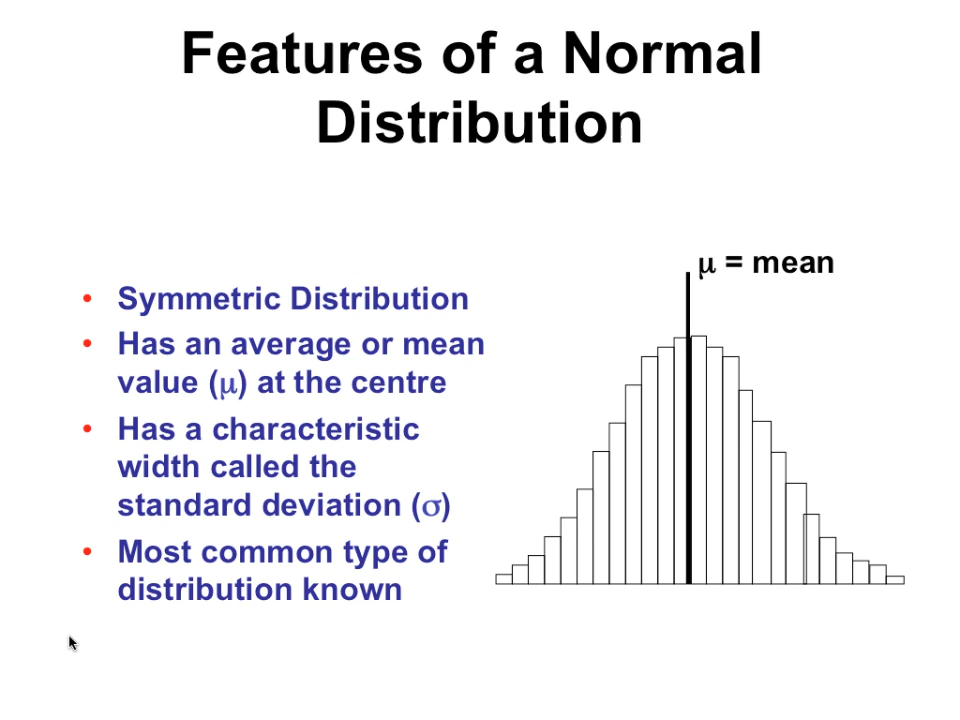 Features of a Normal
Distribution
μ = mean
• Symmetric Distribution
• Has an average or mean
value (μ) at the centre
• Has a characteristic
width called the
standard deviation (σ)
• Most common type of
distribution known